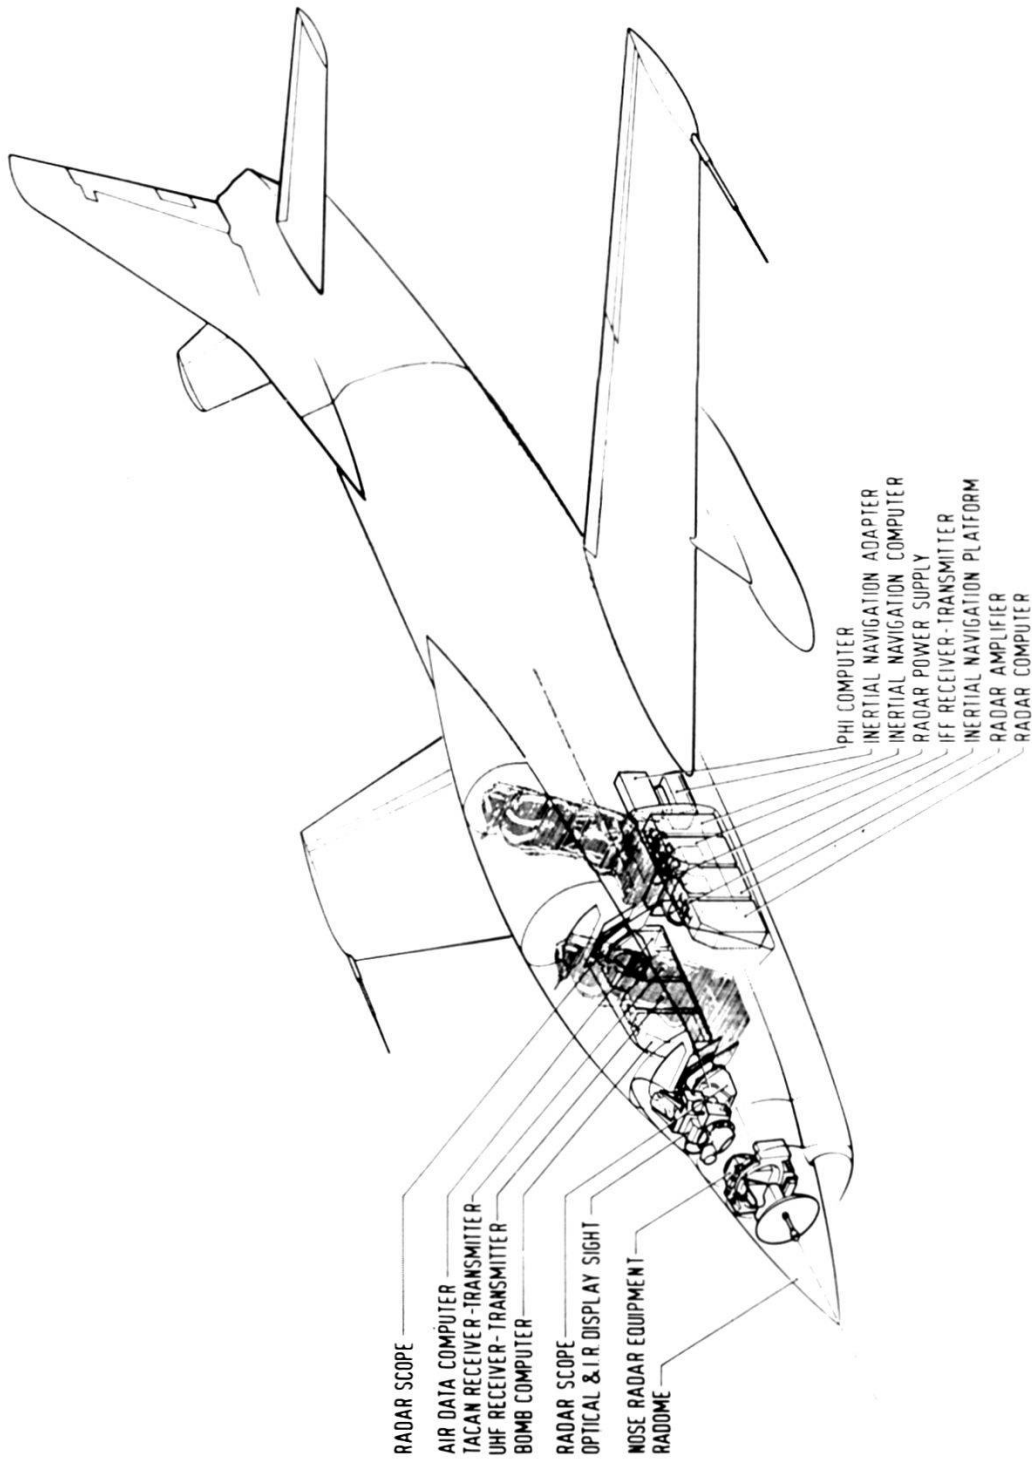 RADAR SCOPE
AIR DATA COMPUTER
TACAN RECEIVER-TRANSMITTER
UHF RECEIVER-TRANSMITTER
BOMB COMPUTER
RADAR SCOPE
OPTICAL & I.R. DISPLAY SIGHT
NOSE RADAR EQUIPMENT
RADOME
PHI COMPUTER
INERTIAL NAVIGATION ADAPTER
INERTIAL NAVIGATION COMPUTER
RADAR POWER SUPPLY
IFF RECEIVER-TRANSMITTER
INERTIAL NAVIGATION PLATFORM
RADAR AMPLIFIER
RADAR COMPUTER